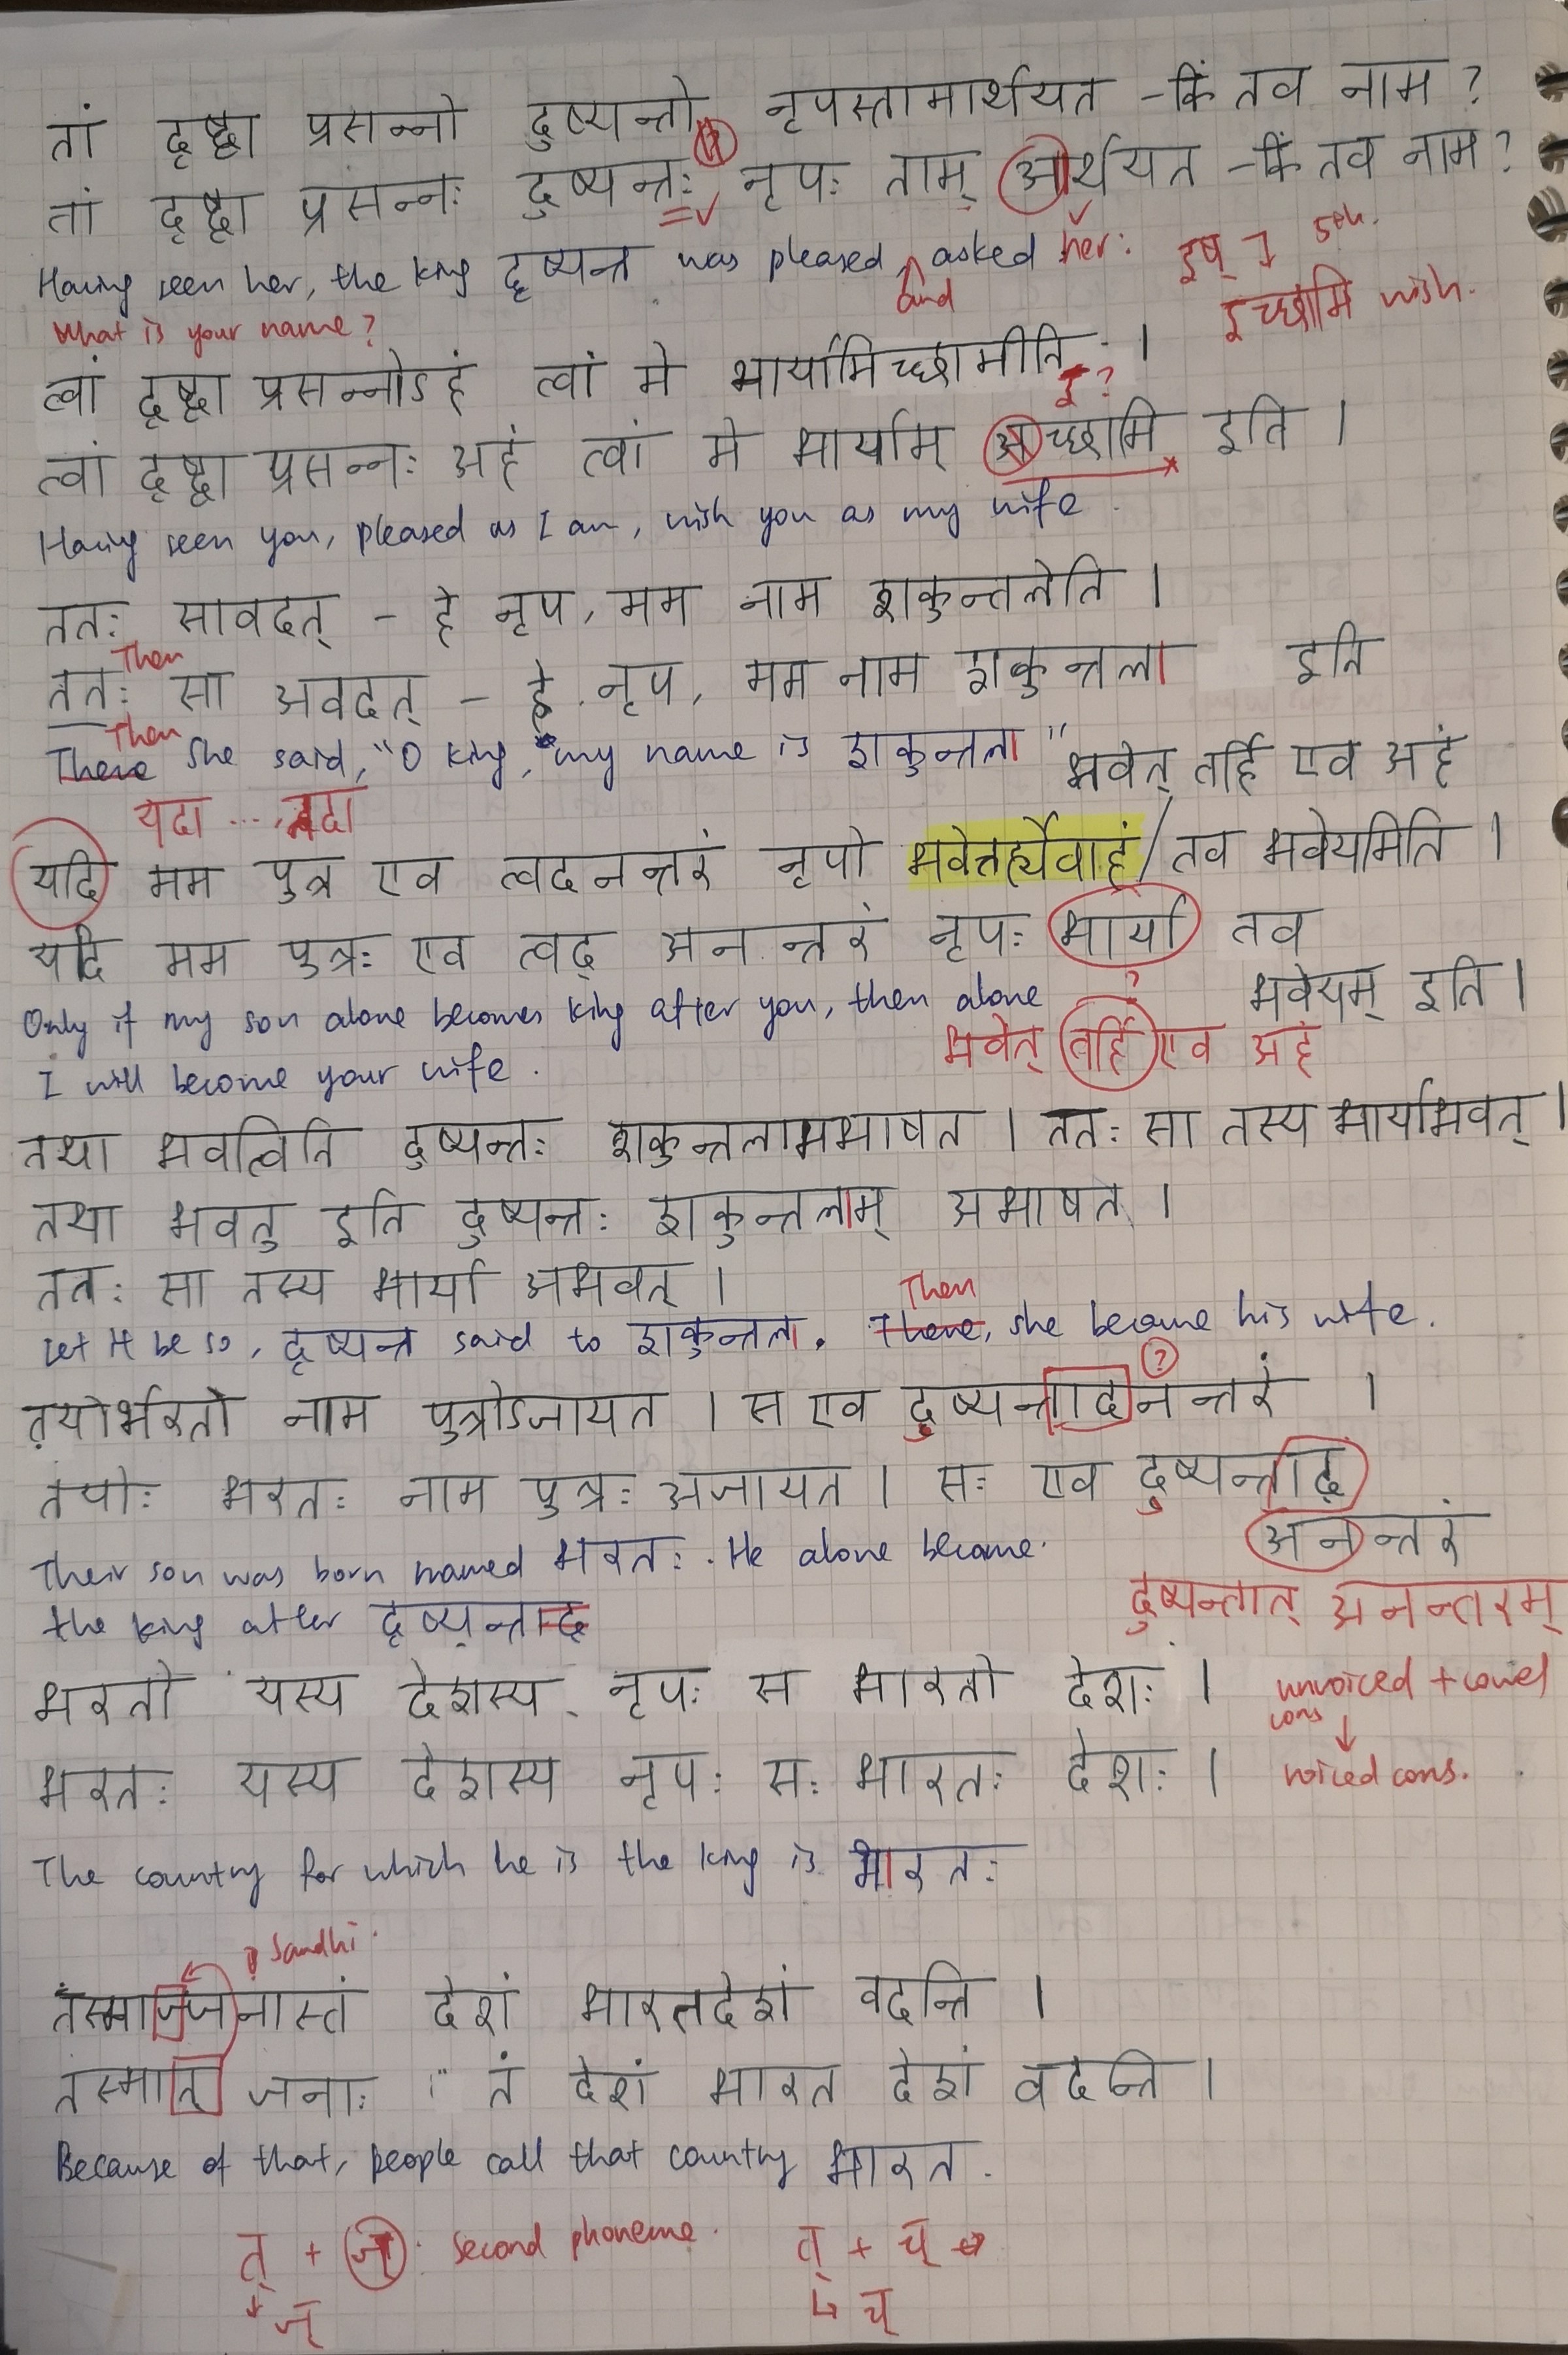 तां दृष्ट्वा प्रसन्नो दुष्यन्तो नृपस्तामार्थयत - किं तव नाम ?
तां दृष्ट्वा प्रसन्नः दुष्यन्तः नृपः ताम् आर्थयत - किं तव नाम ?
Having seen her, the king दृष्यन्त was pleased and asked her:
इष् इच्छामि wish.
What is your name?
त्वां दृष्ट्वा प्रसन्नोऽहं त्वां मे भार्यामिच्छामीति ।
इ?
त्वां दृष्ट्वा प्रसन्नः अहं त्वां मे भार्याम् अच्छामि इति ।
Having seen you, pleased as I am, wish you as my wife.
ततः सावदत् - हे नृप, मम नाम शकुन्तलेति ।
Then
ततः सा अवदत् - हे नृप, मम नाम शकुन्तला इति
Then
There she said, "O king, my name is शकुन्तला"
भवेत् तर्हि एव अहं
यदा ... तदा
यदि मम पुत्र एव त्वदनन्तरं नृपो भवेत्तर्ह्येवाहं / तव भवेयमिति ।
यदि मम पुत्रः एव त्वद् अनन्तरं नृपः भार्या तव
भवेयम् इति ।
Only if my son alone becomes king after you, then alone
?
भवेत् तर्हि एव अहं
I will become your wife.
तथा भवत्विति दुष्यन्तः शकुन्तलामभाषत । ततः सा तस्य भार्याभवत् ।
तथा भवतु इति दुष्यन्तः शकुन्तलाम् अभाषत ।
ततः सा तस्य भार्या अभवत् ।
Then
Let it be so, दृष्यन्त said to शकुन्तला. There, she became his wife.
?
तयोर्भरतो नाम पुत्रोऽजायत । स एव दुष्यन्तादनन्तरं ।
तयोः भरतः नाम पुत्रः अजायत । सः एव दुष्यन्ताद्
अनन्तरं
Their son was born named भरतः. He alone became
the king after दृष्यन्ताद
दुष्यन्तात् अनन्तरम्
भरतो यस्य देशस्य नृपः स भारतो देशः ।
unvoiced cons + vowel
↓
voiced cons.
भरतः यस्य देशस्य नृपः सः भारतः देशः ।
The country for which he is the king is भारतः
Sandhi
तस्माज्जनास्तं देशं भारतदेशं वदन्ति ।
तस्मात् जनाः तं देशं भारत देशं वदन्ति ।
Because of that, people call that country भारत.
त् + ज् : second phoneme.
↓ ज्
त् + च् →
↳ च्